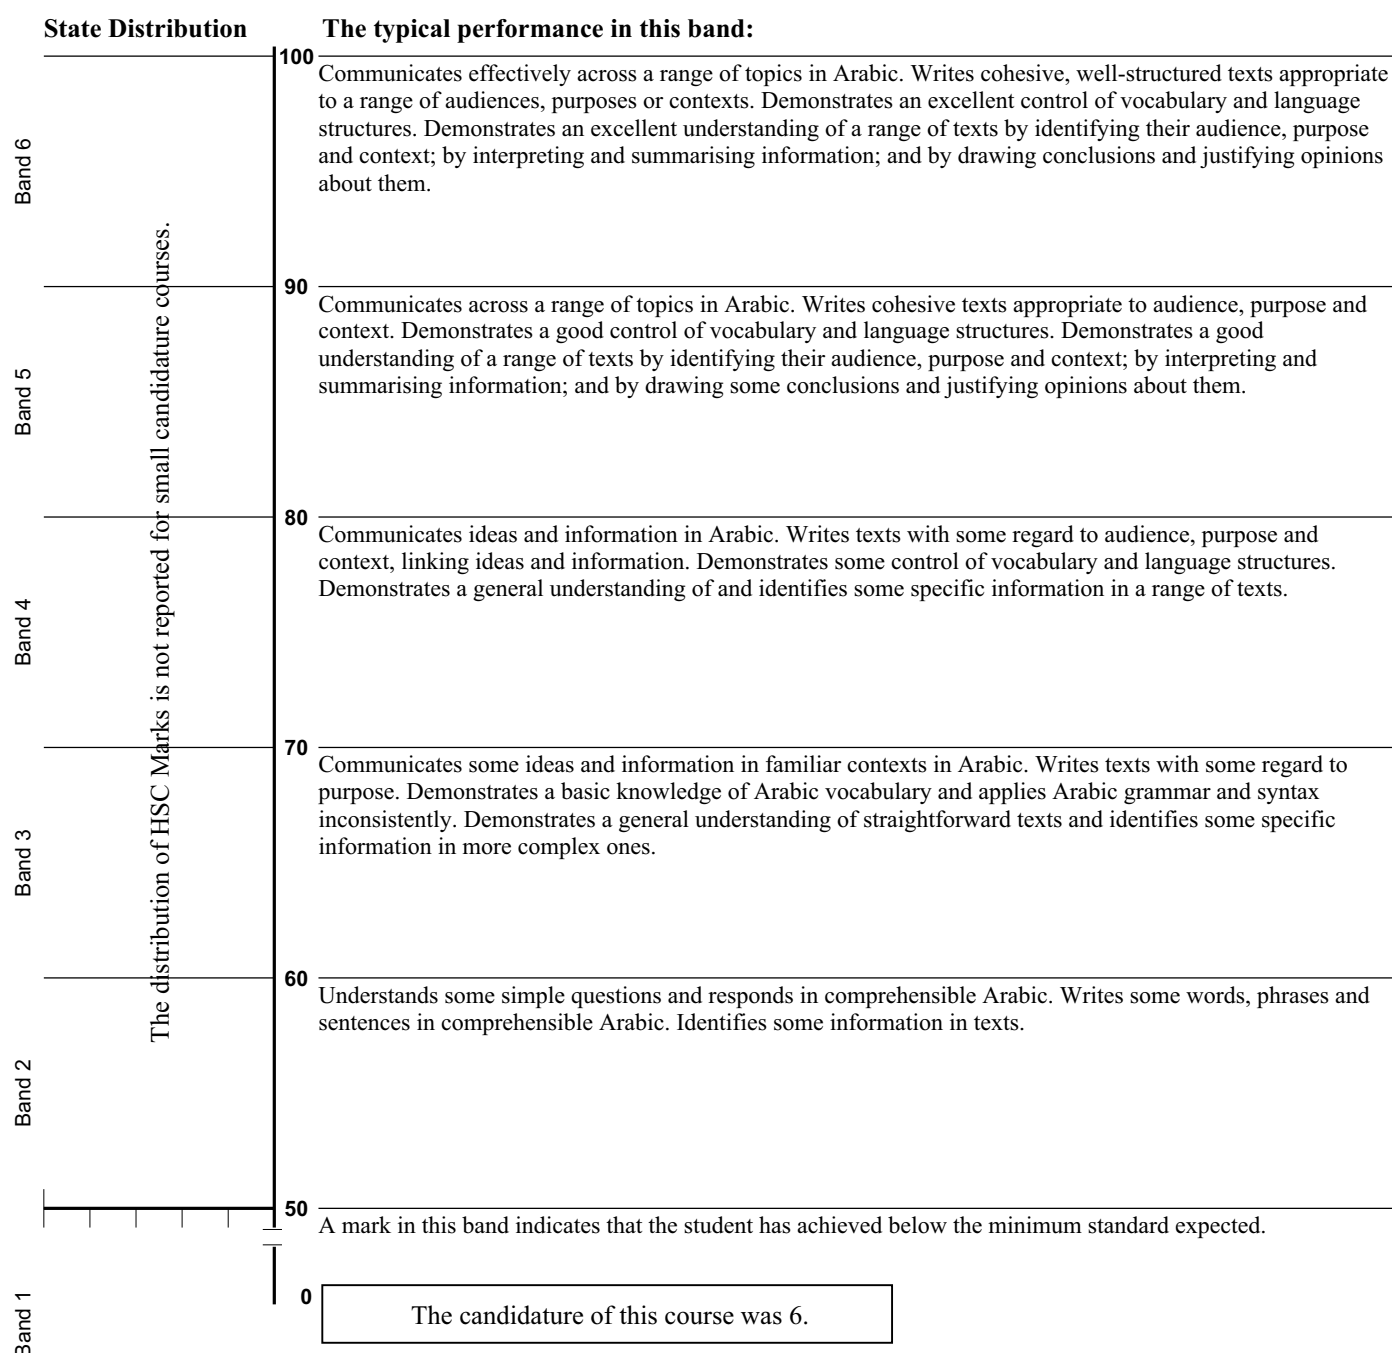 State Distribution
The typical performance in this band:
100
Communicates effectively across a range of topics in Arabic. Writes cohesive, well-structured texts appropriate
to a range of audiences, purposes or contexts. Demonstrates an excellent control of vocabulary and language
structures. Demonstrates an excellent understanding of a range of texts by identifying their audience, purpose
and context; by interpreting and summarising information; and by drawing conclusions and justifying opinions
about them.
Band 6
The distribution of HSC Marks is not reported for small candidature courses.
90
Communicates across a range of topics in Arabic. Writes cohesive texts appropriate to audience, purpose and
context. Demonstrates a good control of vocabulary and language structures. Demonstrates a good
understanding of a range of texts by identifying their audience, purpose and context; by interpreting and
summarising information; and by drawing some conclusions and justifying opinions about them.
Band 5
80
Communicates ideas and information in Arabic. Writes texts with some regard to audience, purpose and
context, linking ideas and information. Demonstrates some control of vocabulary and language structures.
Demonstrates a general understanding of and identifies some specific information in a range of texts.
Band 4
70
Communicates some ideas and information in familiar contexts in Arabic. Writes texts with some regard to
purpose. Demonstrates a basic knowledge of Arabic vocabulary and applies Arabic grammar and syntax
inconsistently. Demonstrates a general understanding of straightforward texts and identifies some specific
information in more complex ones.
Band 3
60
Understands some simple questions and responds in comprehensible Arabic. Writes some words, phrases and
sentences in comprehensible Arabic. Identifies some information in texts.
Band 2
50
A mark in this band indicates that the student has achieved below the minimum standard expected.
0
Band 1
The candidature of this course was 6.